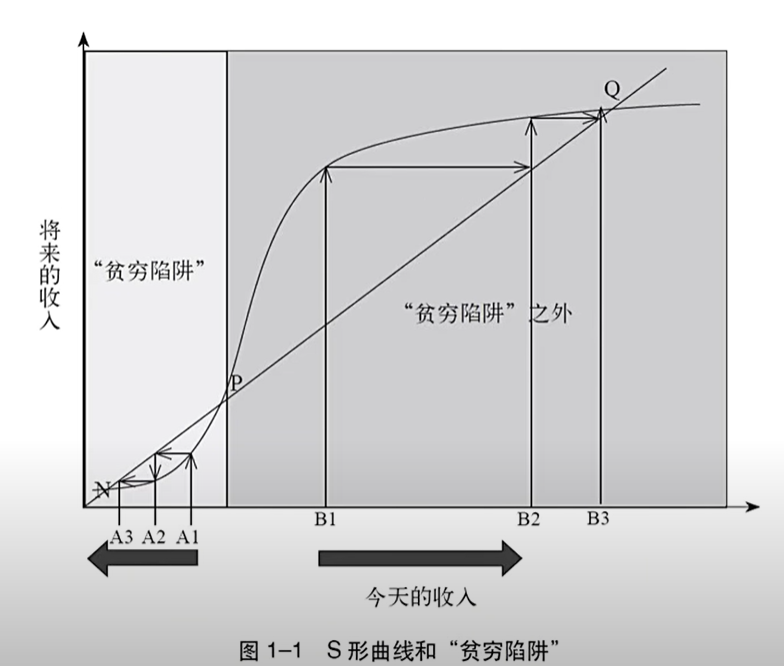 Q
将来的收入
“贫穷陷阱”
“贫穷陷阱”之外
P
N
A3 A2 A1
B1 B2 B3
今天的收入
图 1–1 S 形曲线和“贫穷陷阱”